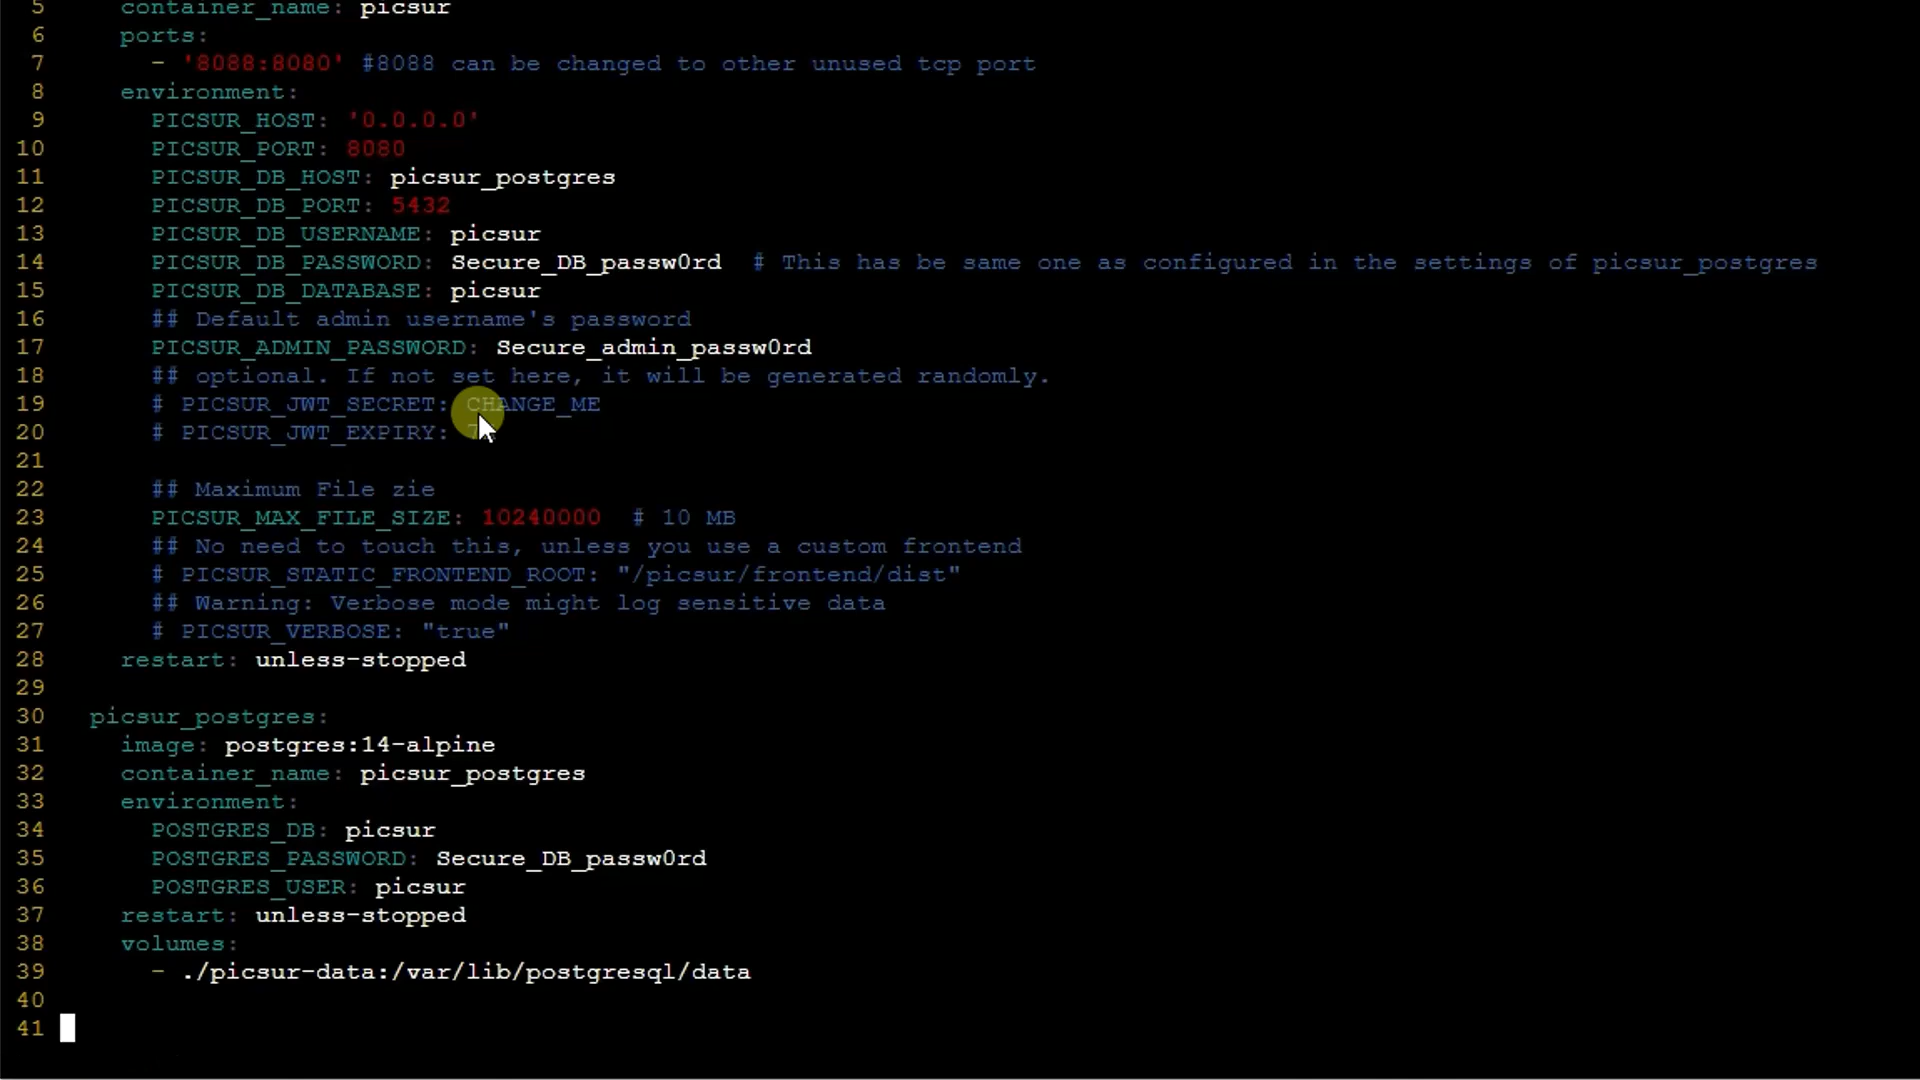 5 container_name: picsur
6 ports:
7 - '8088:8080' #8088 can be changed to other unused tcp port
8 environment:
9 PICSUR_HOST: '0.0.0.0'
10 PICSUR_PORT: 8080
11 PICSUR_DB_HOST: picsur_postgres
12 PICSUR_DB_PORT: 5432
13 PICSUR_DB_USERNAME: picsur
14 PICSUR_DB_PASSWORD: Secure_DB_passw0rd # This has be same one as configured in the settings of picsur_postgres
15 PICSUR_DB_DATABASE: picsur
16 ## Default admin username's password
17 PICSUR_ADMIN_PASSWORD: Secure_admin_passw0rd
18 ## optional. If not set here, it will be generated randomly.
19 # PICSUR_JWT_SECRET: CHANGE_ME
20 # PICSUR_JWT_EXPIRY:
21
22 ## Maximum File zie
23 PICSUR_MAX_FILE_SIZE: 10240000 # 10 MB
24 ## No need to touch this, unless you use a custom frontend
25 # PICSUR_STATIC_FRONTEND_ROOT: "/picsur/frontend/dist"
26 ## Warning: Verbose mode might log sensitive data
27 # PICSUR_VERBOSE: "true"
28 restart: unless-stopped
29
30 picsur_postgres:
31 image: postgres:14-alpine
32 container_name: picsur_postgres
33 environment:
34 POSTGRES_DB: picsur
35 POSTGRES_PASSWORD: Secure_DB_passw0rd
36 POSTGRES_USER: picsur
37 restart: unless-stopped
38 volumes:
39 - ./picsur-data:/var/lib/postgresql/data
40
41